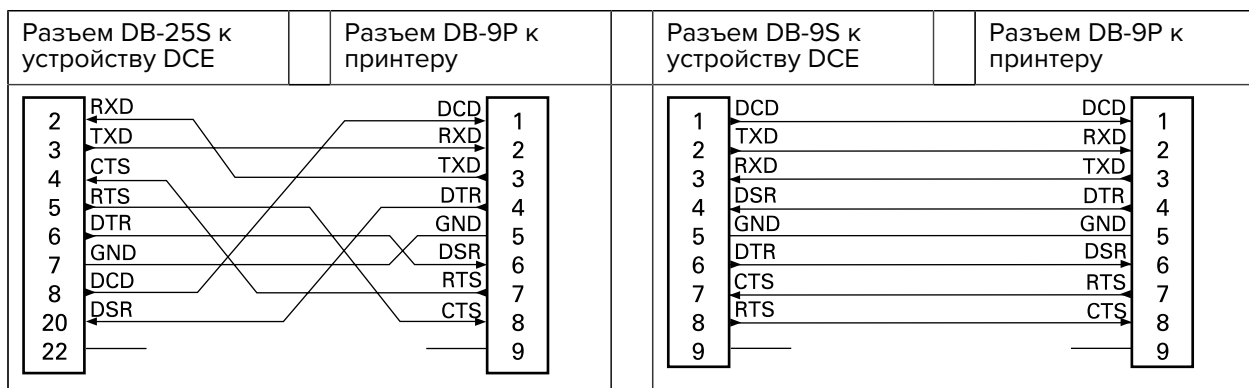 Разъем DB-25S к
устройству DCE
Разъем DB-9P к
принтеру
Разъем DB-9S к
устройству DCE
Разъем DB-9P к
принтеру
2 RXD DCD 1
3 TXD RXD 2
4 CTS TXD 3
5 RTS DTR 4
6 DTR GND 5
7 GND DSR 6
8 DCD RTS 7
20 DSR CTS 8
22 9
1 DCD DCD 1
2 TXD RXD 2
3 RXD TXD 3
4 DSR DTR 4
5 GND GND 5
6 DTR DSR 6
7 CTS RTS 7
8 RTS CTS 8
9 9